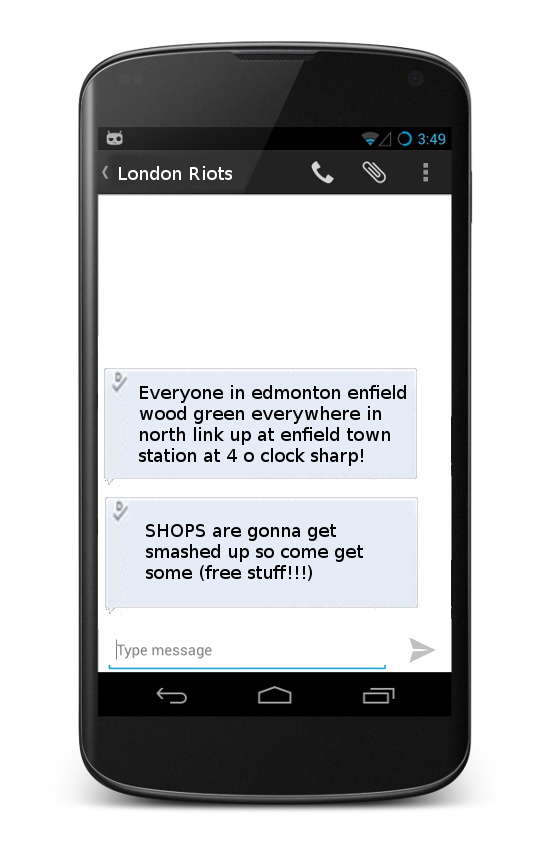 3:49
London Riots
Everyone in edmonton enfield
wood green everywhere in
north link up at enfield town
station at 4 o clock sharp!
SHOPS are gonna get
smashed up so come get
some (free stuff!!!)
Type message